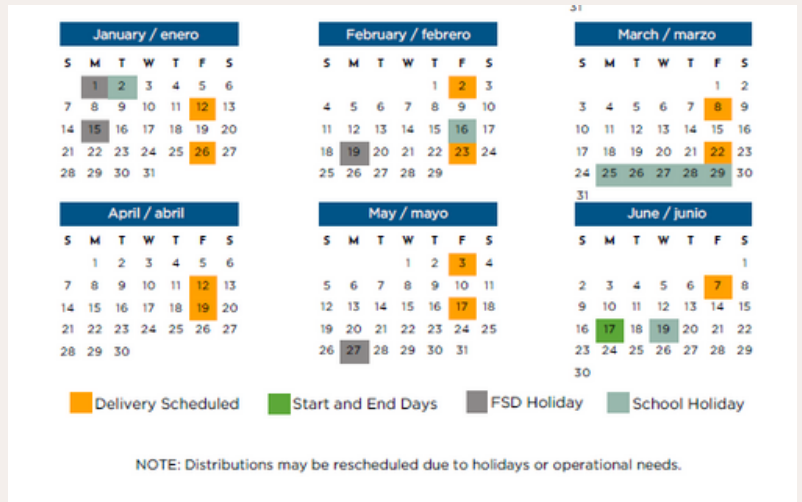 31
January / enero
S M T W T F S
1 2 3 4 5 6
7 8 9 10 11 12 13
14 15 16 17 18 19 20
21 22 23 24 25 26 27
28 29 30 31
February / febrero
S M T W T F S
1 2 3
4 5 6 7 8 9 10
11 12 13 14 15 16 17
18 19 20 21 22 23 24
25 26 27 28 29
March / marzo
S M T W T F S
1 2
3 4 5 6 7 8 9
10 11 12 13 14 15 16
17 18 19 20 21 22 23
24 25 26 27 28 29 30
31
April / abril
S M T W T F S
1 2 3 4 5 6
7 8 9 10 11 12 13
14 15 16 17 18 19 20
21 22 23 24 25 26 27
28 29 30
May / mayo
S M T W T F S
1 2 3 4
5 6 7 8 9 10 11
12 13 14 15 16 17 18
19 20 21 22 23 24 25
26 27 28 29 30 31
June / junio
S M T W T F S
1
2 3 4 5 6 7 8
9 10 11 12 13 14 15
16 17 18 19 20 21 22
23 24 25 26 27 28 29
30
Delivery Scheduled
Start and End Days
FSD Holiday
School Holiday
NOTE: Distributions may be rescheduled due to holidays or operational needs.